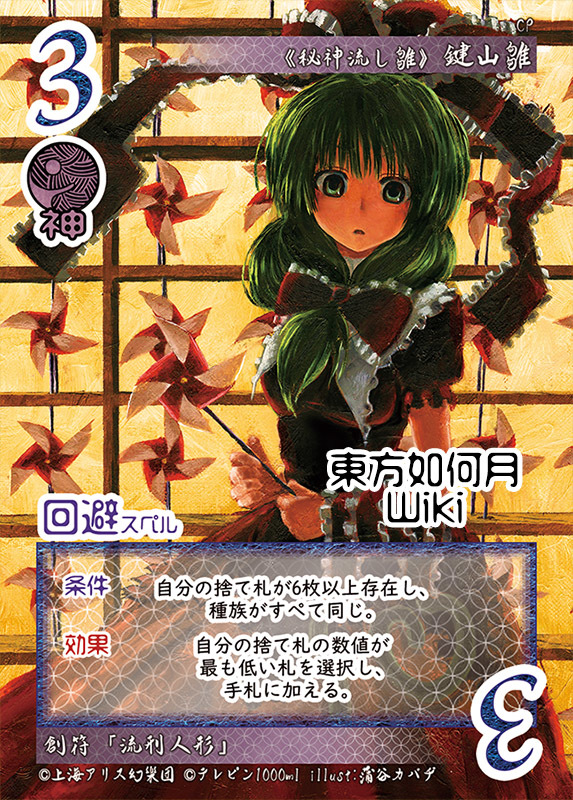 CP
3
《秘神流し雛》 鍵山雛
神
東方如何月
Wiki
回避スペル
条件 自分の捨て札が6枚以上存在し、
種族がすべて同じ。
効果 自分の捨て札の数値が
最も低い札を選択し、
手札に加える。
3
創符 「流刑人形」
©上海アリス幻樂団 ©テレピン1000ml illust:蒲谷カバヂ